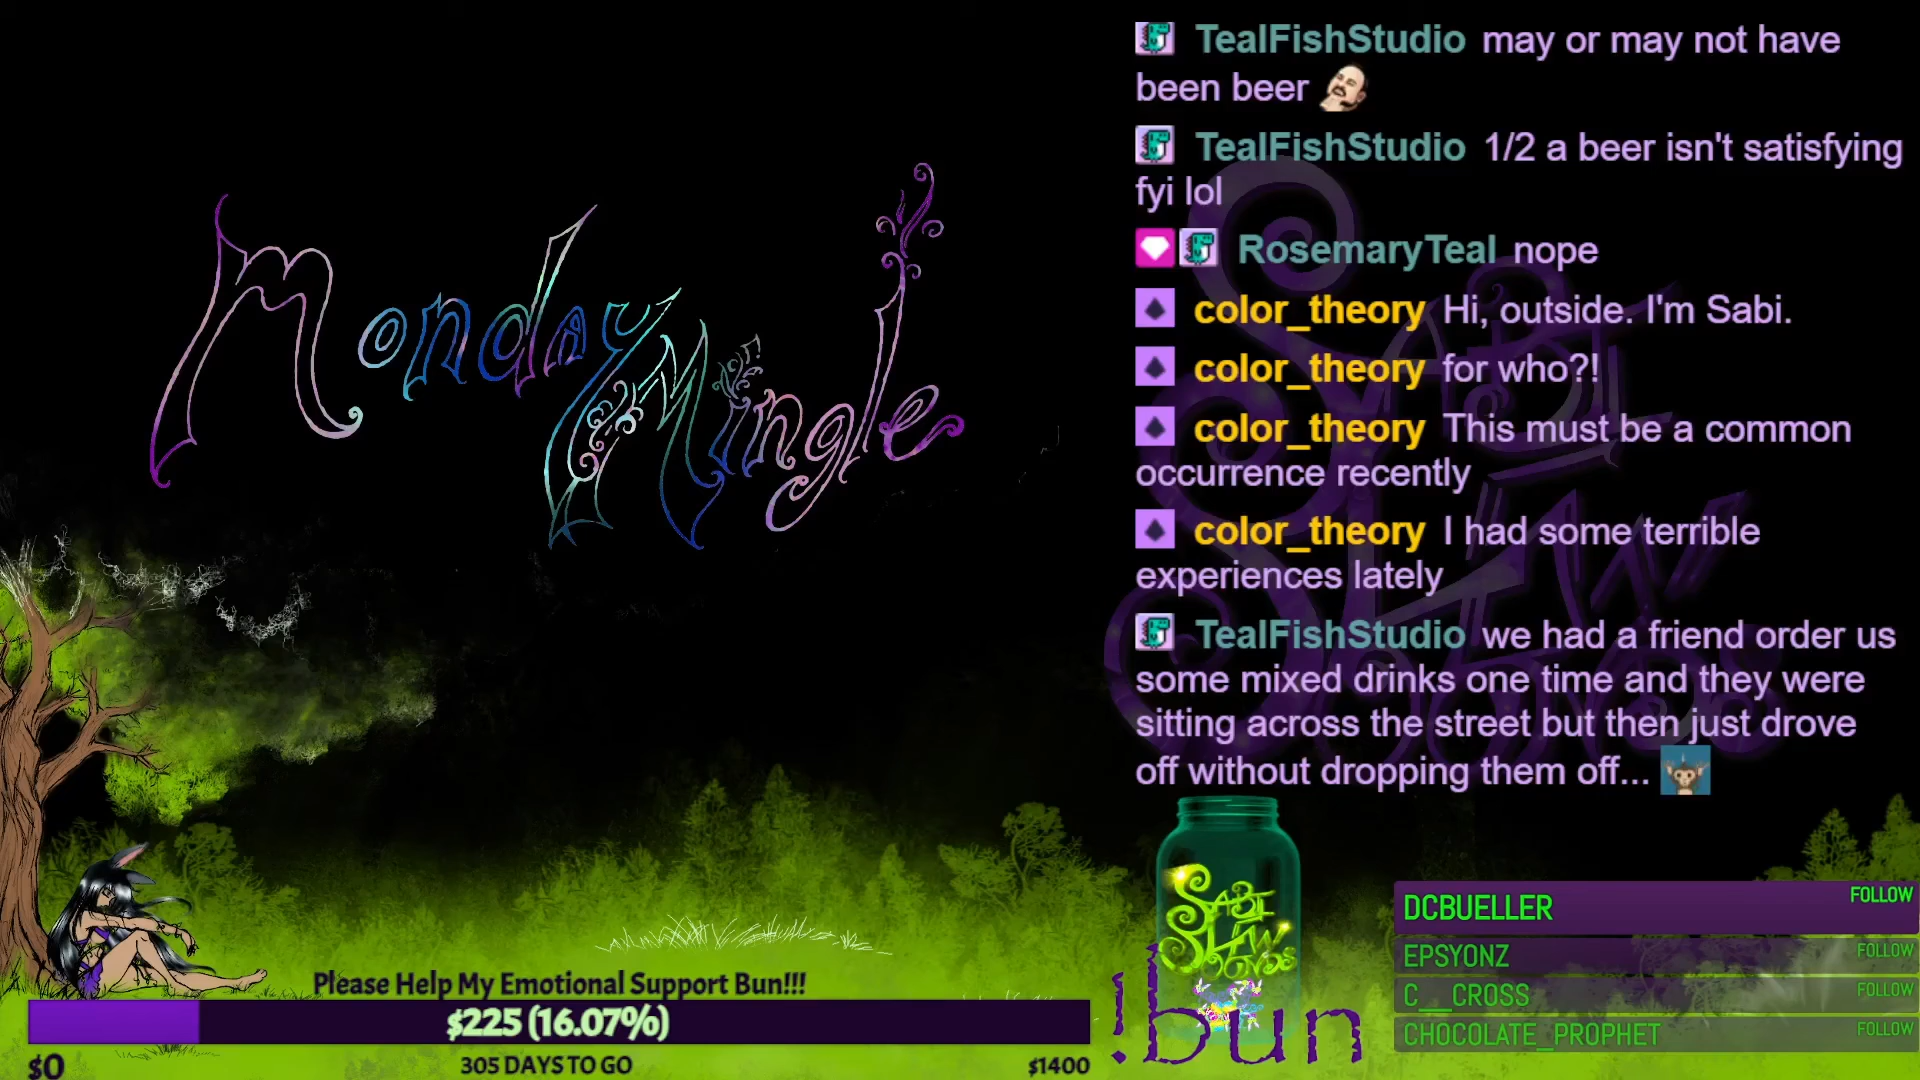 Monday
Mingle
TealFishStudio may or may not have
been beer
TealFishStudio 1/2 a beer isn't satisfying
fyi lol
RosemaryTeal nope
color_theory Hi, outside. I'm Sabi.
color_theory for who?!
color_theory This must be a common
occurrence recently
color_theory I had some terrible
experiences lately
TealFishStudio we had a friend order us
some mixed drinks one time and they were
sitting across the street but then just drove
off without dropping them off...
Please Help My Emotional Support Bun!!!
$225 (16.07%)
$0
305 DAYS TO GO
$1400
SABI
!bun
DCBUELLER FOLLOW
EPSYONZ FOLLOW
C__CROSS FOLLOW
CHOCOLATE_PROPHET FOLLOW